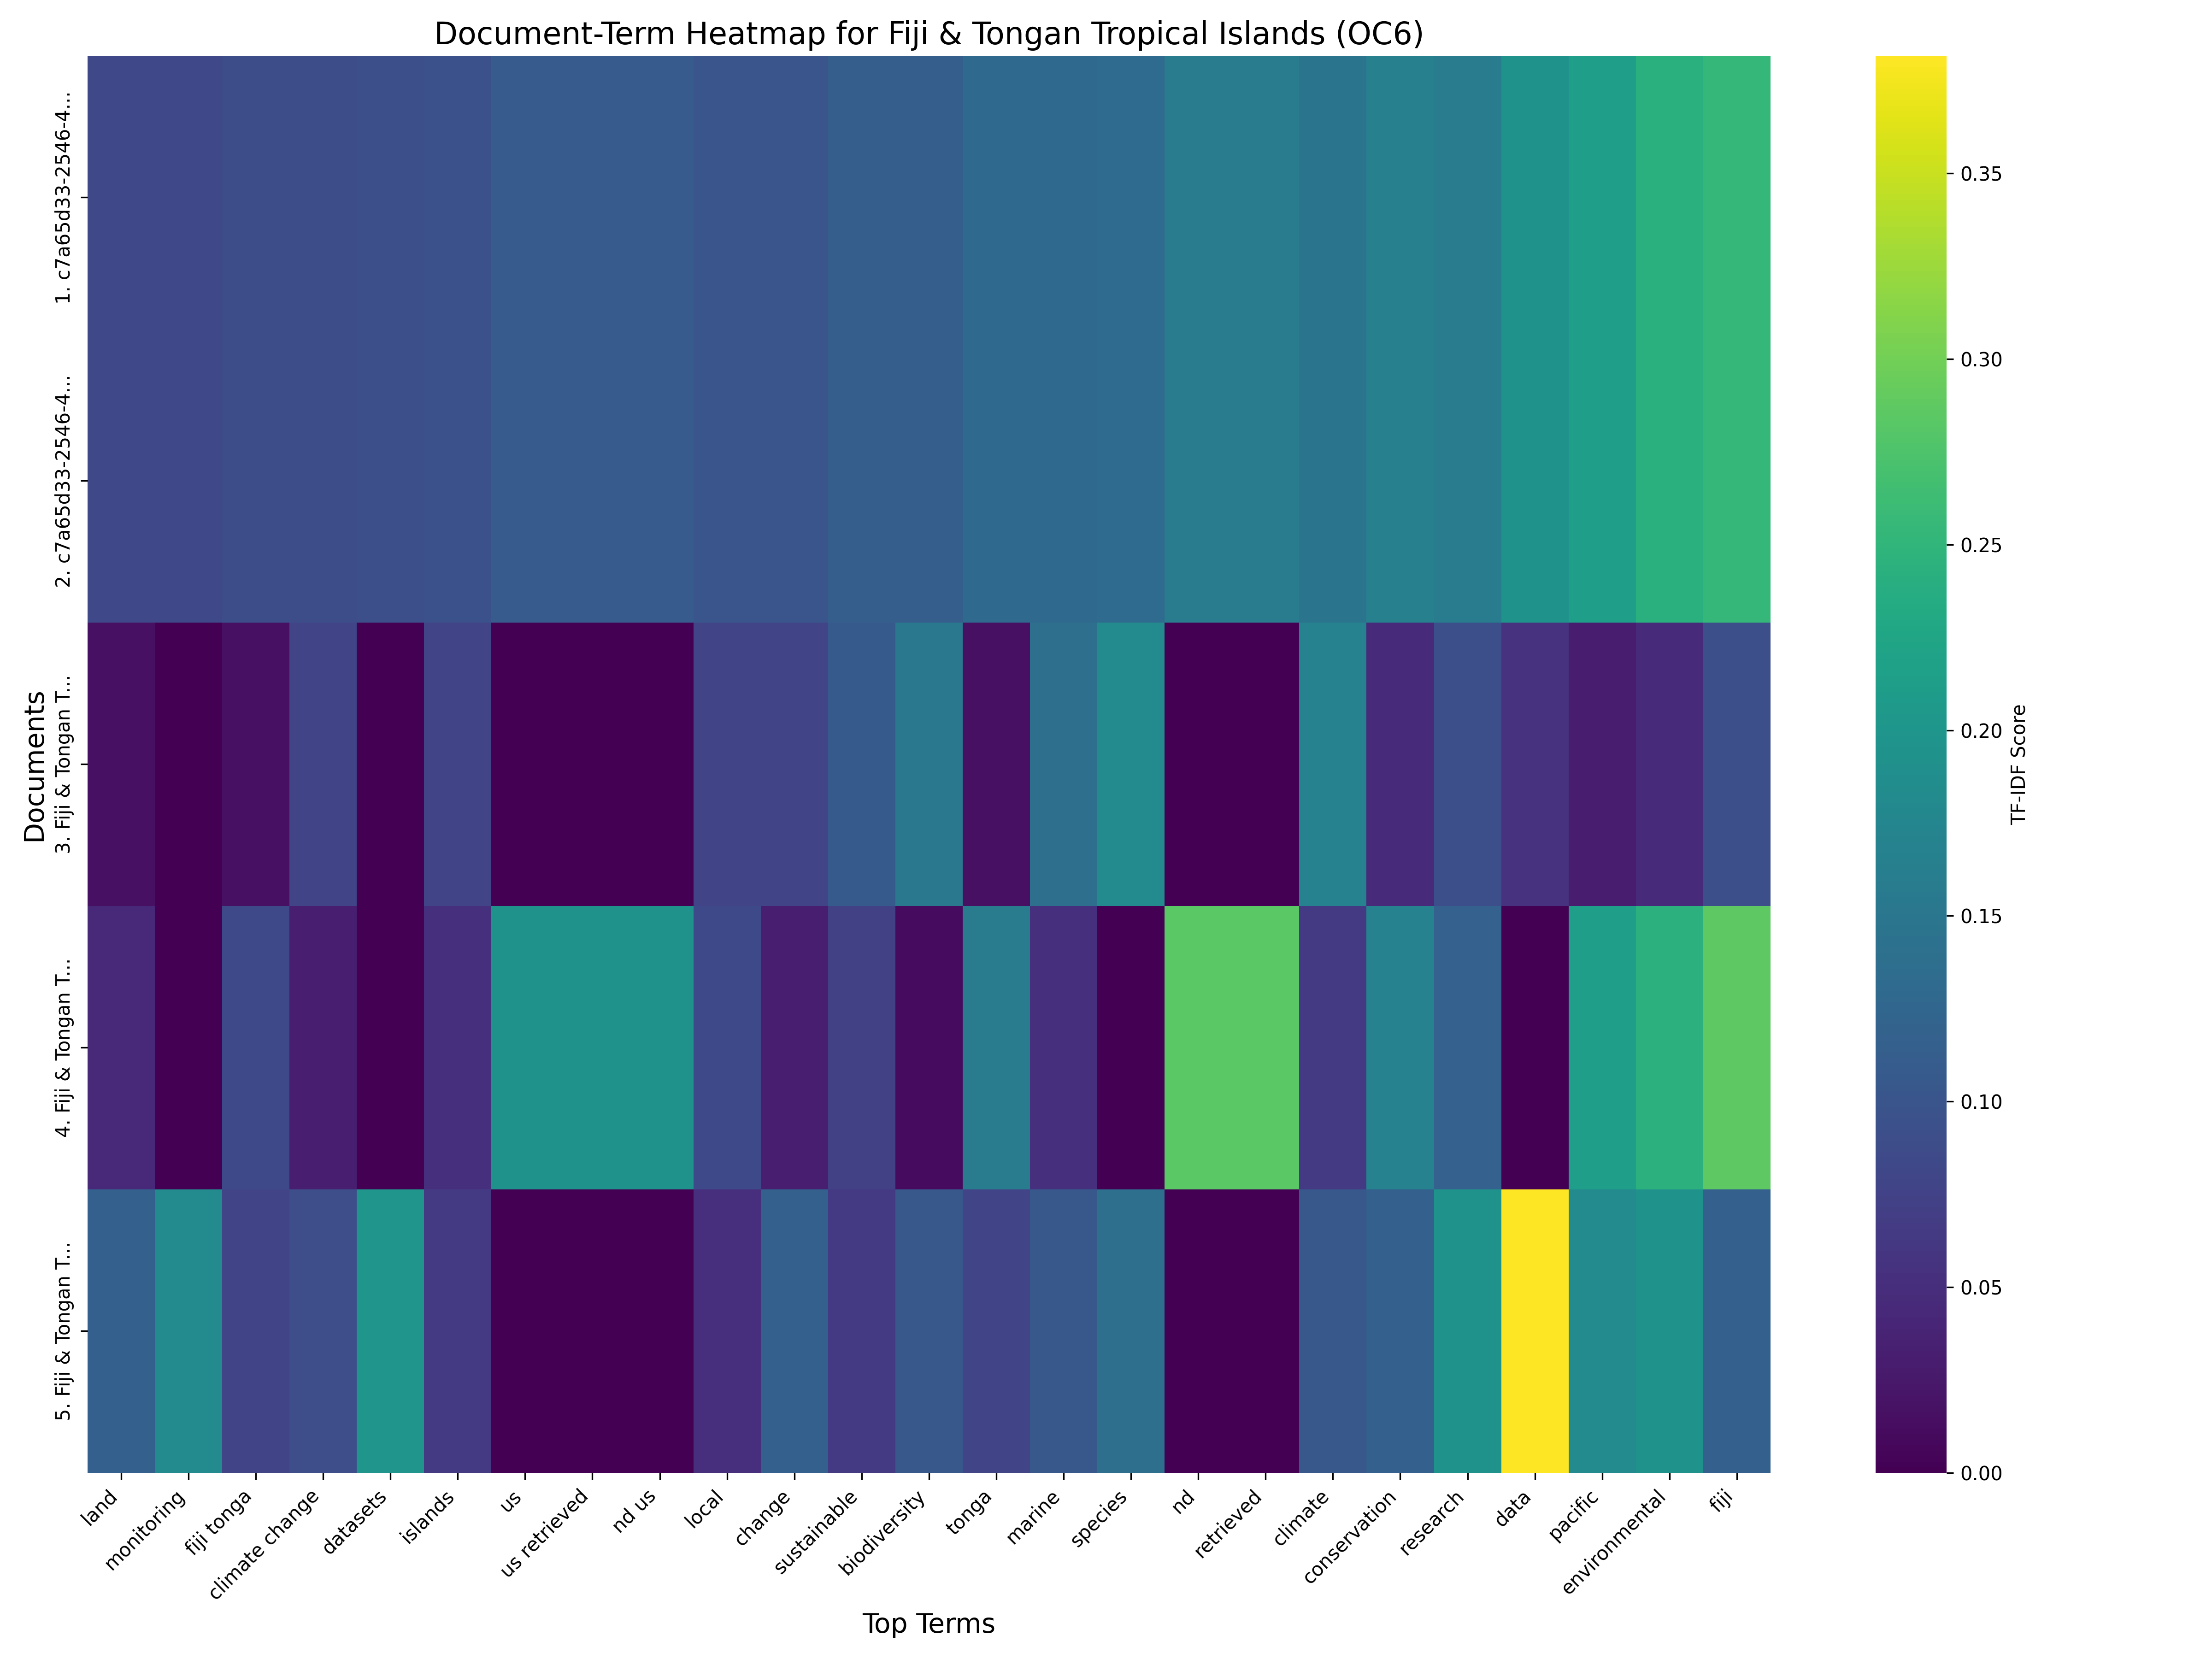 Document-Term Heatmap for Fiji & Tongan Tropical Islands (OC6)
Documents
1. c7a65d33-2546-4...
2. c7a65d33-2546-4...
3. Fiji & Tongan T...
4. Fiji & Tongan T...
5. Fiji & Tongan T...
land
monitoring
fiji tonga
climate change
datasets
islands
us
us retrieved
nd us
local
change
sustainable
biodiversity
tonga
marine
species
nd
retrieved
climate
conservation
research
data
pacific
environmental
fiji
Top Terms
0.35
0.30
0.25
0.20
0.15
0.10
0.05
0.00
TF-IDF Score